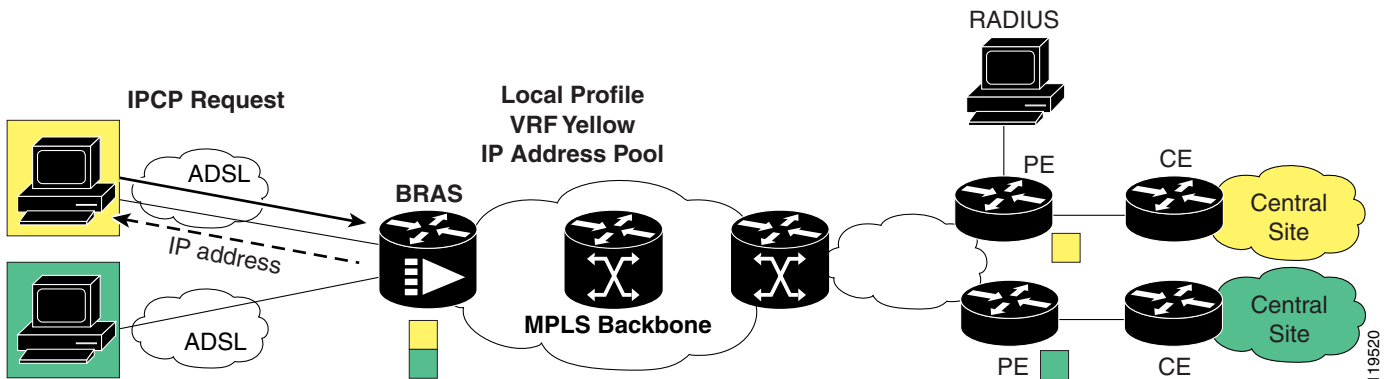 RADIUS
IPCP Request
Local Profile
VRF Yellow
IP Address Pool
ADSL
BRAS
PE
CE
Central
Site
IP address
ADSL
MPLS Backbone
Central
Site
PE
CE
119520